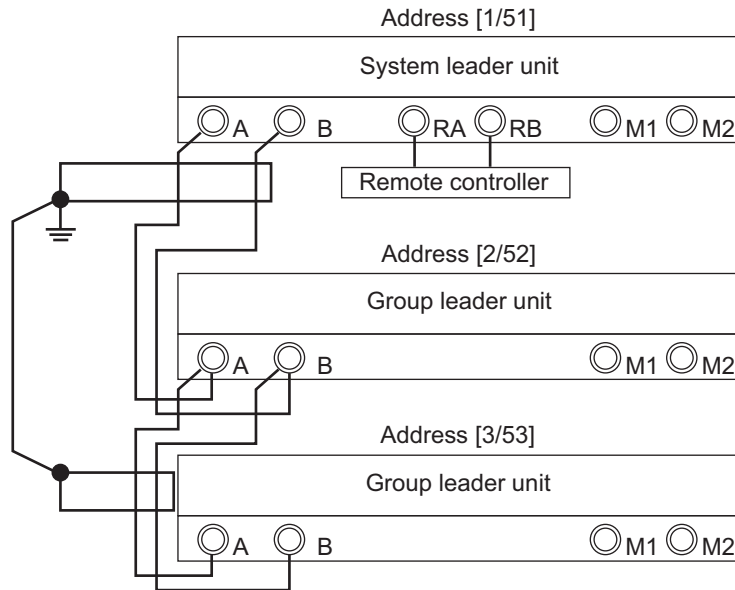 Address [1/51]
System leader unit
A B RA RB M1 M2
Remote controller
Address [2/52]
Group leader unit
A B M1 M2
Address [3/53]
Group leader unit
A B M1 M2